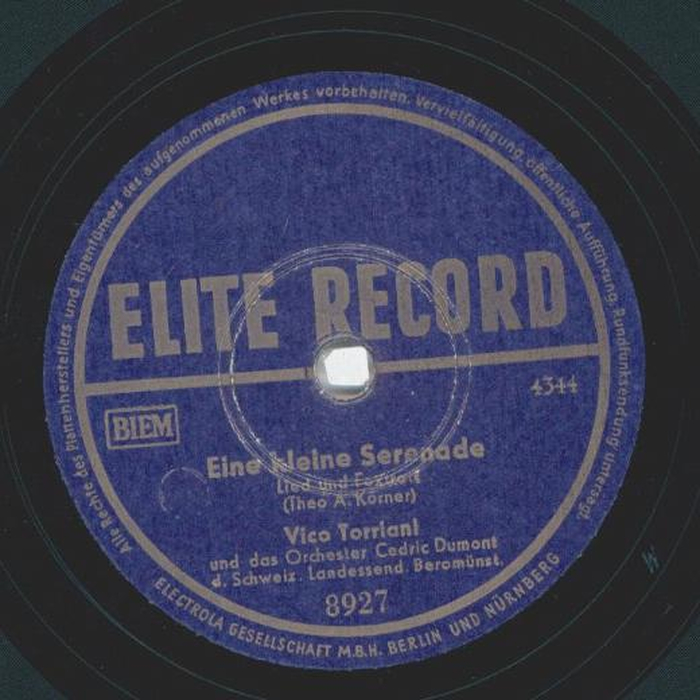 Alle Rechte des Plattenherstellers und Eigentümers des aufgenommenen Werkes vorbehalten. Vervielfältigung, öffentliche Aufführung, Rundfunksendung untersagt.
ELITE RECORD
4344
BIEM
Eine kleine Serenade
Lied und Foxtrott
(Theo A. Körner)
Vico Torriani
und das Orchester Cedric Dumont
d. Schweiz. Landessend. Beromünst.
8927
ELECTROLA GESELLSCHAFT M.B.H. BERLIN UND NÜRNBERG